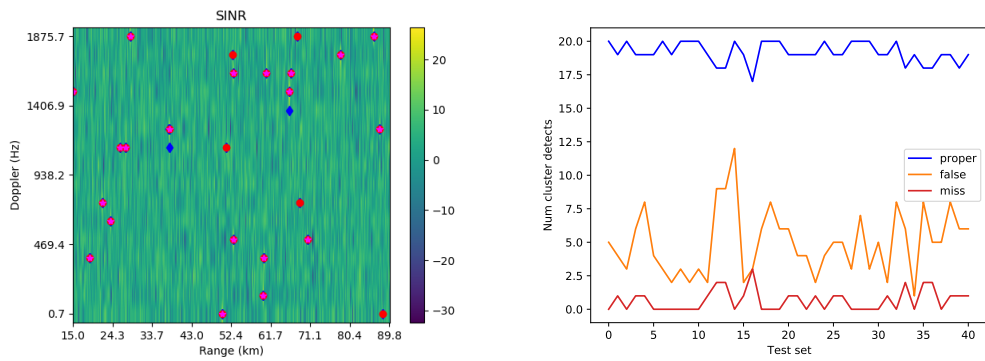 SINR
Doppler (Hz)
1875.7
1406.9
938.2
469.4
0.7
15.0 24.3 33.7 43.0 52.4 61.7 71.1 80.4 89.8
Range (km)
20
10
0
−10
−20
−30
Num cluster detects
20.0
17.5
15.0
12.5
10.0
7.5
5.0
2.5
0.0
0 5 10 15 20 25 30 35 40
Test set
proper
false
miss